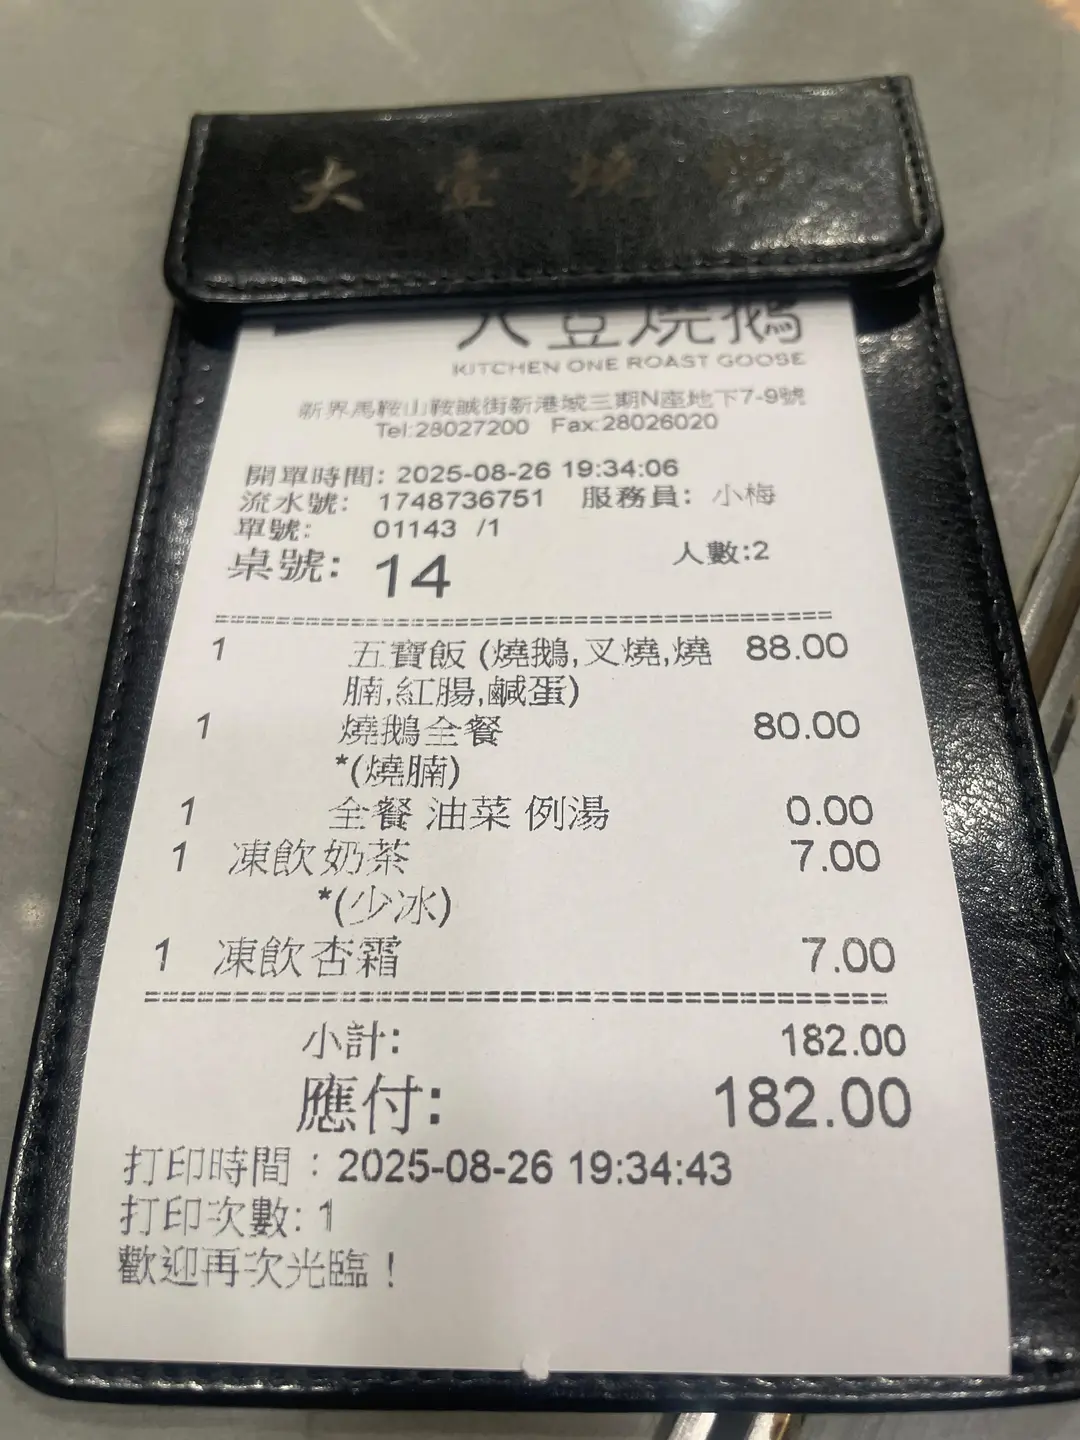 大壹燒鵝
大壹燒鵝
KITCHEN ONE ROAST GOOSE
新界馬鞍山鞍誠街新港城三期N座地下7-9號
Tel:28027200 Fax:28026020
開單時間: 2025-08-26 19:34:06
流水號: 1748736751 服務員: 小梅
單號: 01143 /1
桌號: 14 人數:2
1 五寶飯 (燒鵝,叉燒,燒 88.00
腩,紅腸,鹹蛋)
1 燒鵝全餐 80.00
*(燒腩)
1 全餐 油菜 例湯 0.00
1 凍飲奶茶 7.00
*(少冰)
1 凍飲杏霜 7.00
小計: 182.00
應付: 182.00
打印時間：2025-08-26 19:34:43
打印次數: 1
歡迎再次光臨！